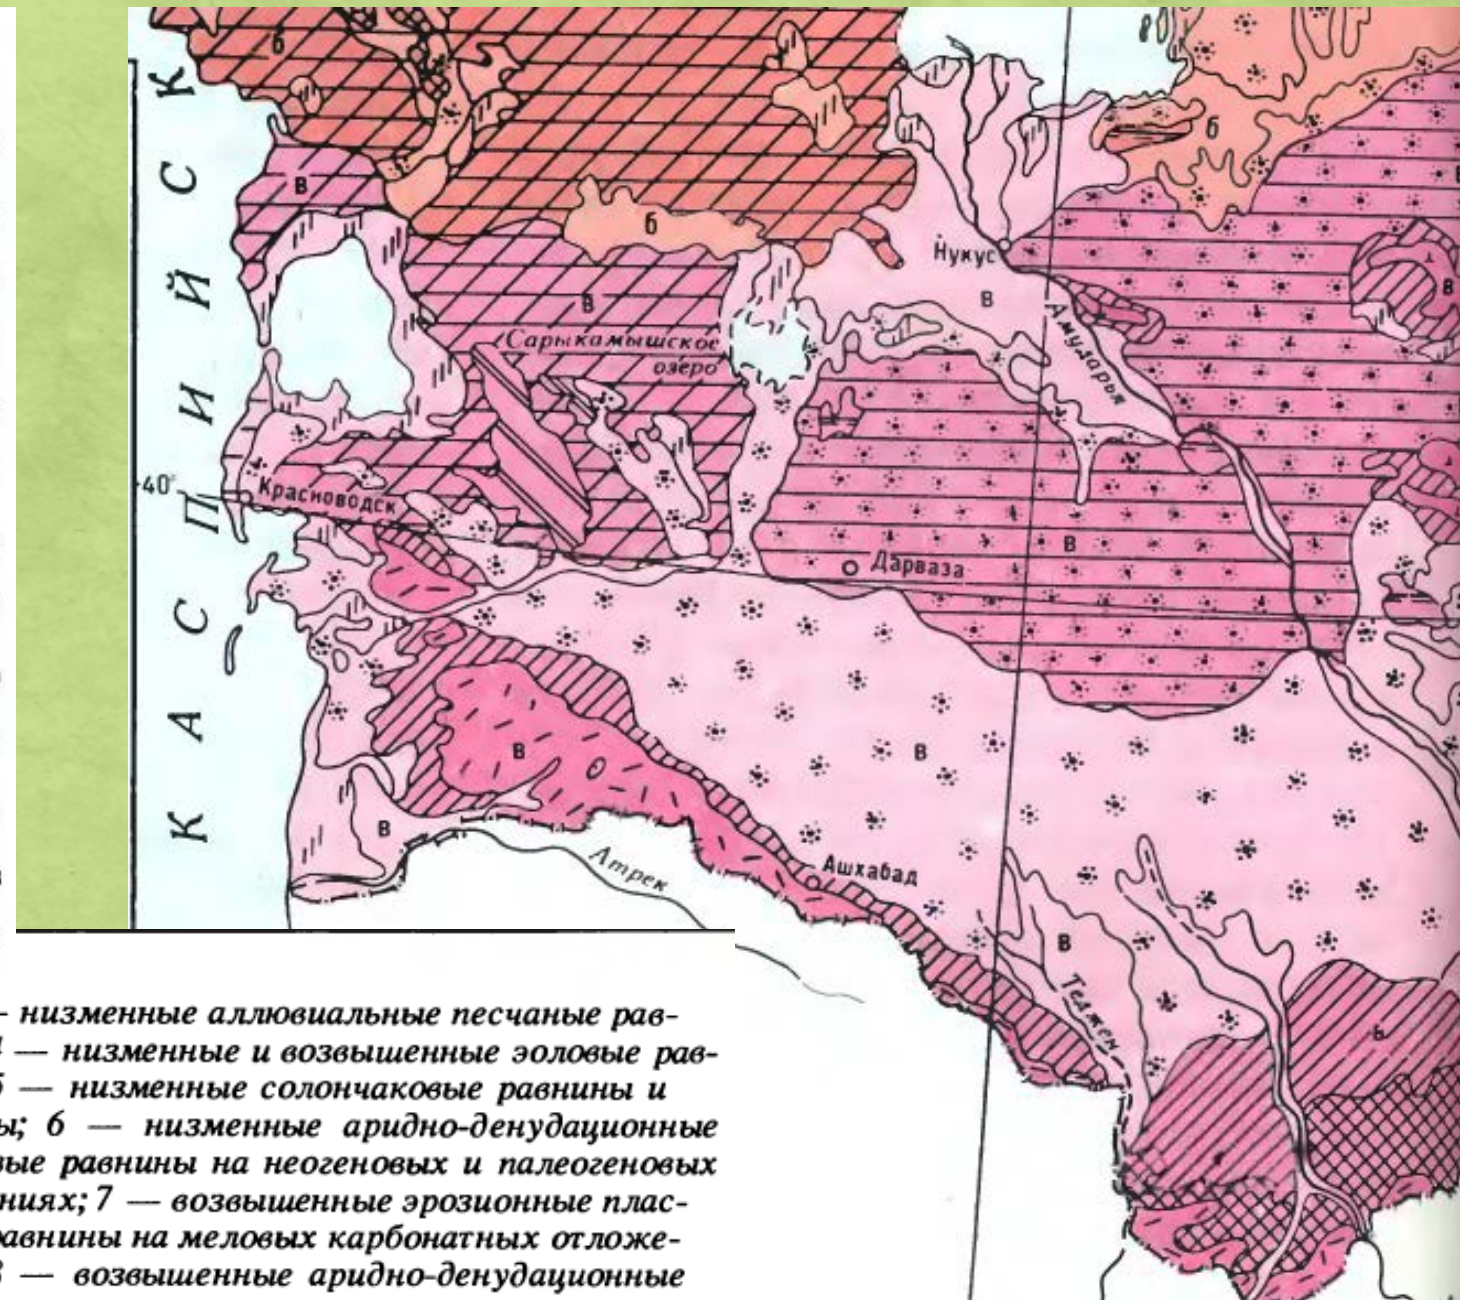 КАСПИЙСК
б
б
б
в
в
в
Нукус
в
Амударья
в
Сарыкамышское
озеро
40°
Красноводск
в
Дарваза
в
в
в
Атрек
Ашхабад
в
Теджен
— низменные аллювиальные песчаные рав-
— низменные и возвышенные эоловые рав-
— низменные солончаковые равнины и
ы; 6 — низменные аридно-денудационные
вые равнины на неогеновых и палеогеновых
ниях; 7 — возвышенные эрозионные плас-
равнины на меловых карбонатных отложе-
— возвышенные аридно-денудационные